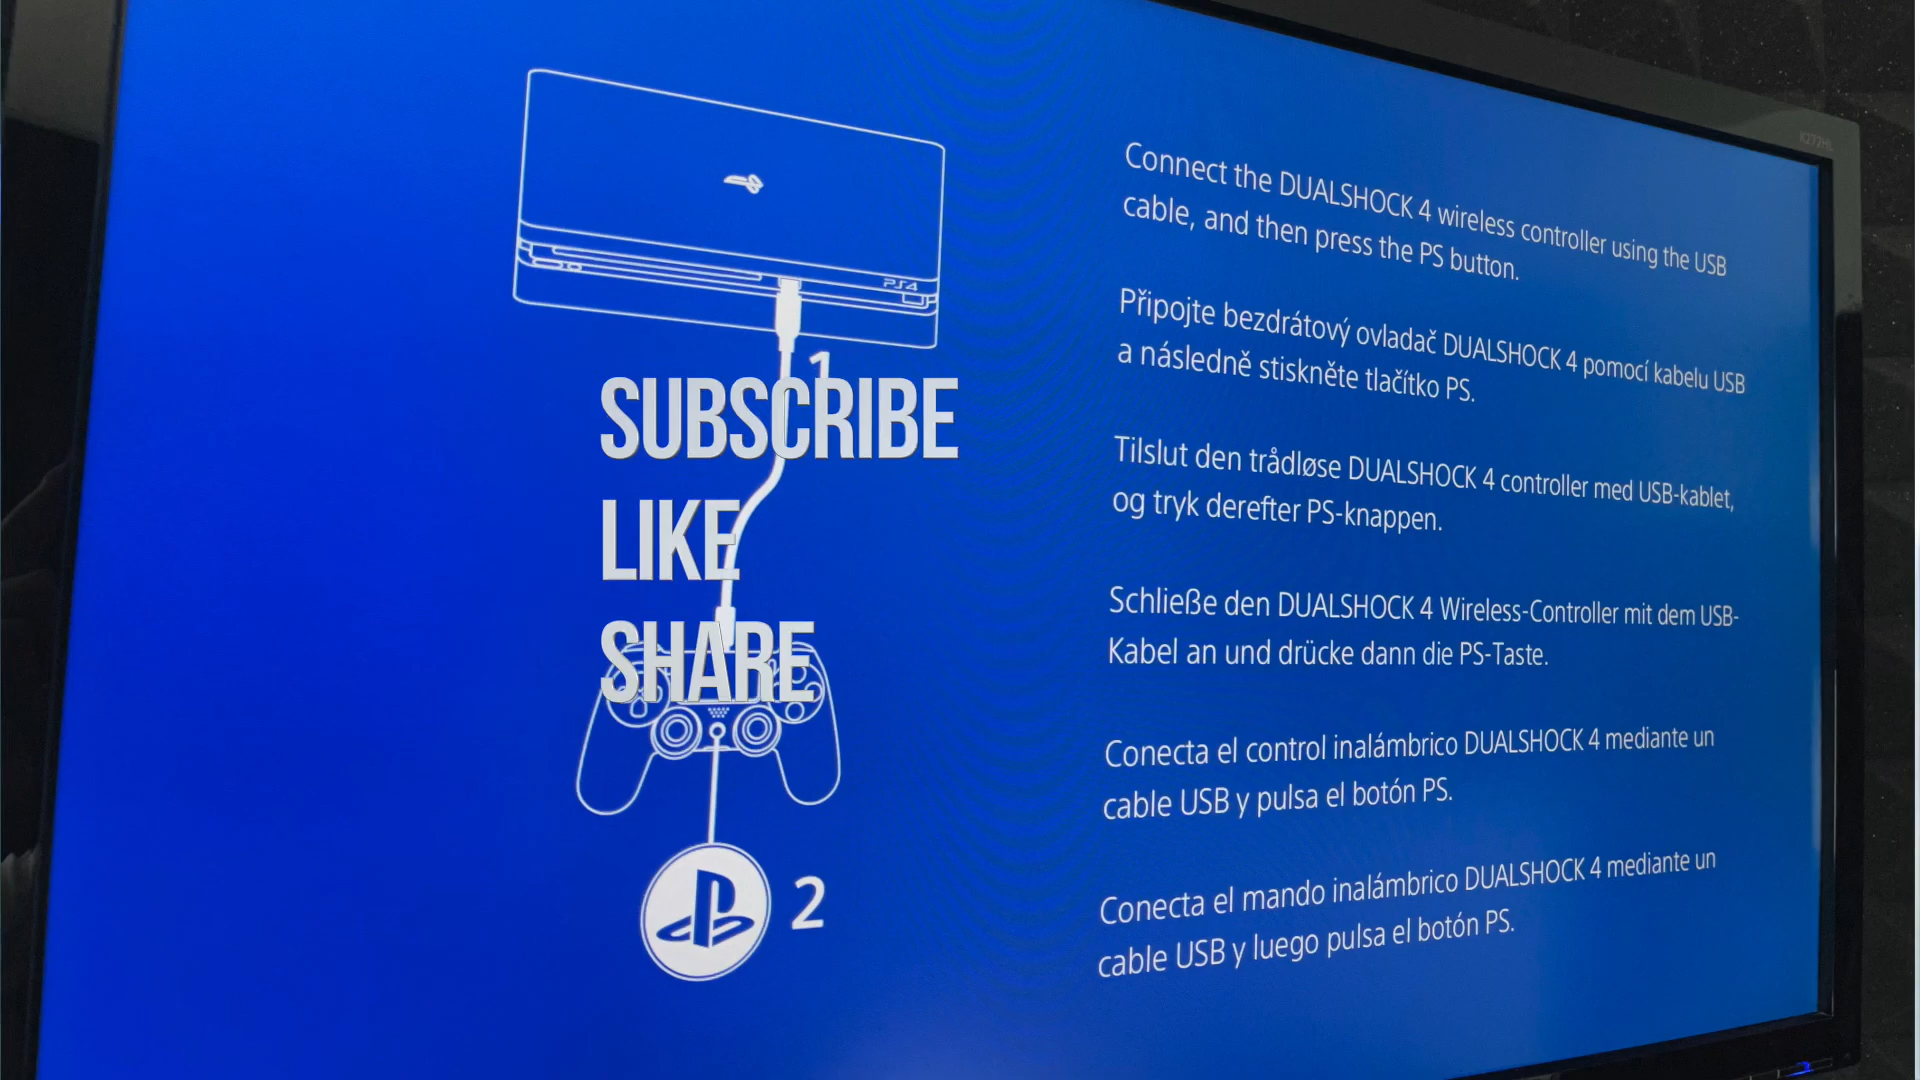 K272HL
PS4
1
SUBSCRIBE
LIKE
SHARE
2
Connect the DUALSHOCK 4 wireless controller using the USB
cable, and then press the PS button.
Připojte bezdrátový ovladač DUALSHOCK 4 pomocí kabelu USB
a následně stiskněte tlačítko PS.
Tilslut den trådløse DUALSHOCK 4 controller med USB-kablet,
og tryk derefter PS-knappen.
Schließe den DUALSHOCK 4 Wireless-Controller mit dem USB-
Kabel an und drücke dann die PS-Taste.
Conecta el control inalámbrico DUALSHOCK 4 mediante un
cable USB y pulsa el botón PS.
Conecta el mando inalámbrico DUALSHOCK 4 mediante un
cable USB y luego pulsa el botón PS.